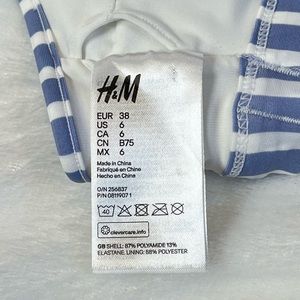 H&M
EUR 38
US 6
CA 6
CN B75
MX 6
Made in China
Fabriqué en Chine
Hecho en China
O/N 256837
P/N 08119071
40
clevercare.info
GB SHELL: 87% POLYAMIDE 13%
ELASTANE. LINING: 88% POLYESTER